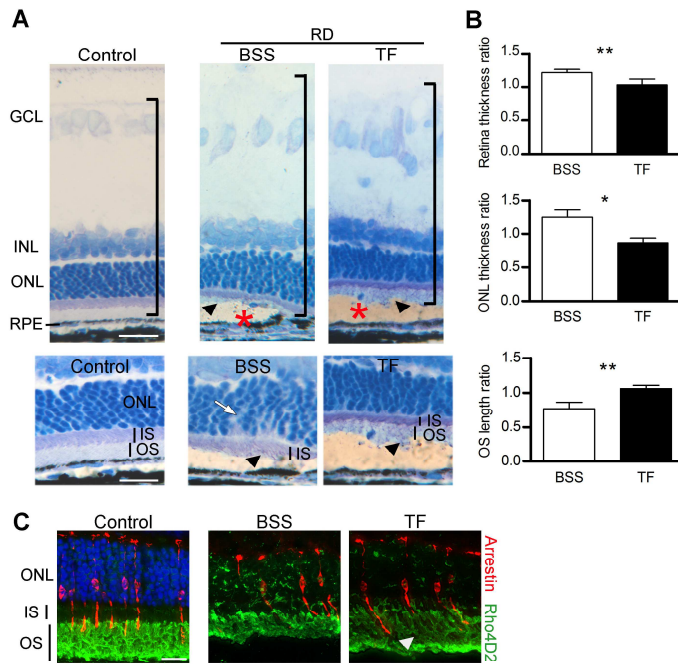 A
RD
Control
BSS
TF
GCL
INL
ONL
RPE
*
*
Control
BSS
TF
ONL
IS
OS
IS
IS
OS
B
Retina thickness ratio
1.5
1.0
0.5
0.0
**
BSS
TF
ONL thickness ratio
1.5
1.0
0.5
0.0
*
BSS
TF
OS length ratio
1.5
1.0
0.5
0.0
**
BSS
TF
C
Control
BSS
TF
ONL
IS
OS
Arrestin
Rho4D2